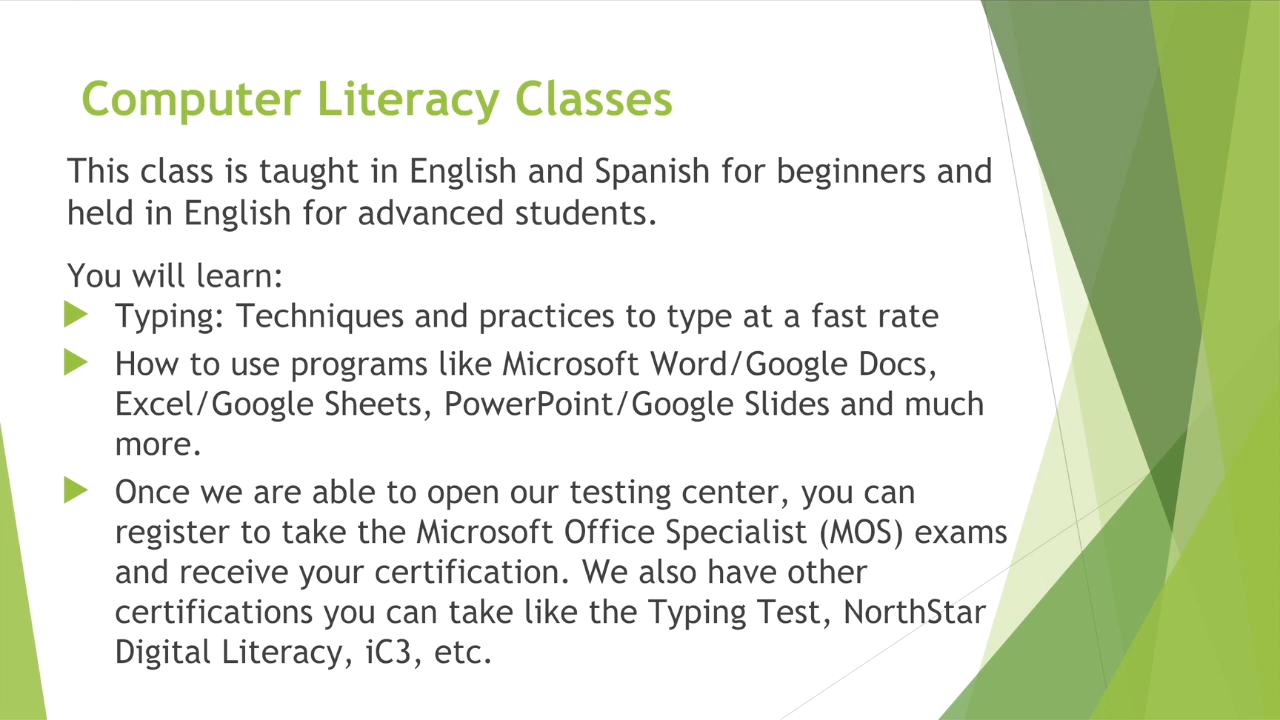 Computer Literacy Classes
This class is taught in English and Spanish for beginners and
held in English for advanced students.
You will learn:
Typing: Techniques and practices to type at a fast rate
How to use programs like Microsoft Word/Google Docs,
Excel/Google Sheets, PowerPoint/Google Slides and much
more.
Once we are able to open our testing center, you can
register to take the Microsoft Office Specialist (MOS) exams
and receive your certification. We also have other
certifications you can take like the Typing Test, NorthStar
Digital Literacy, iC3, etc.